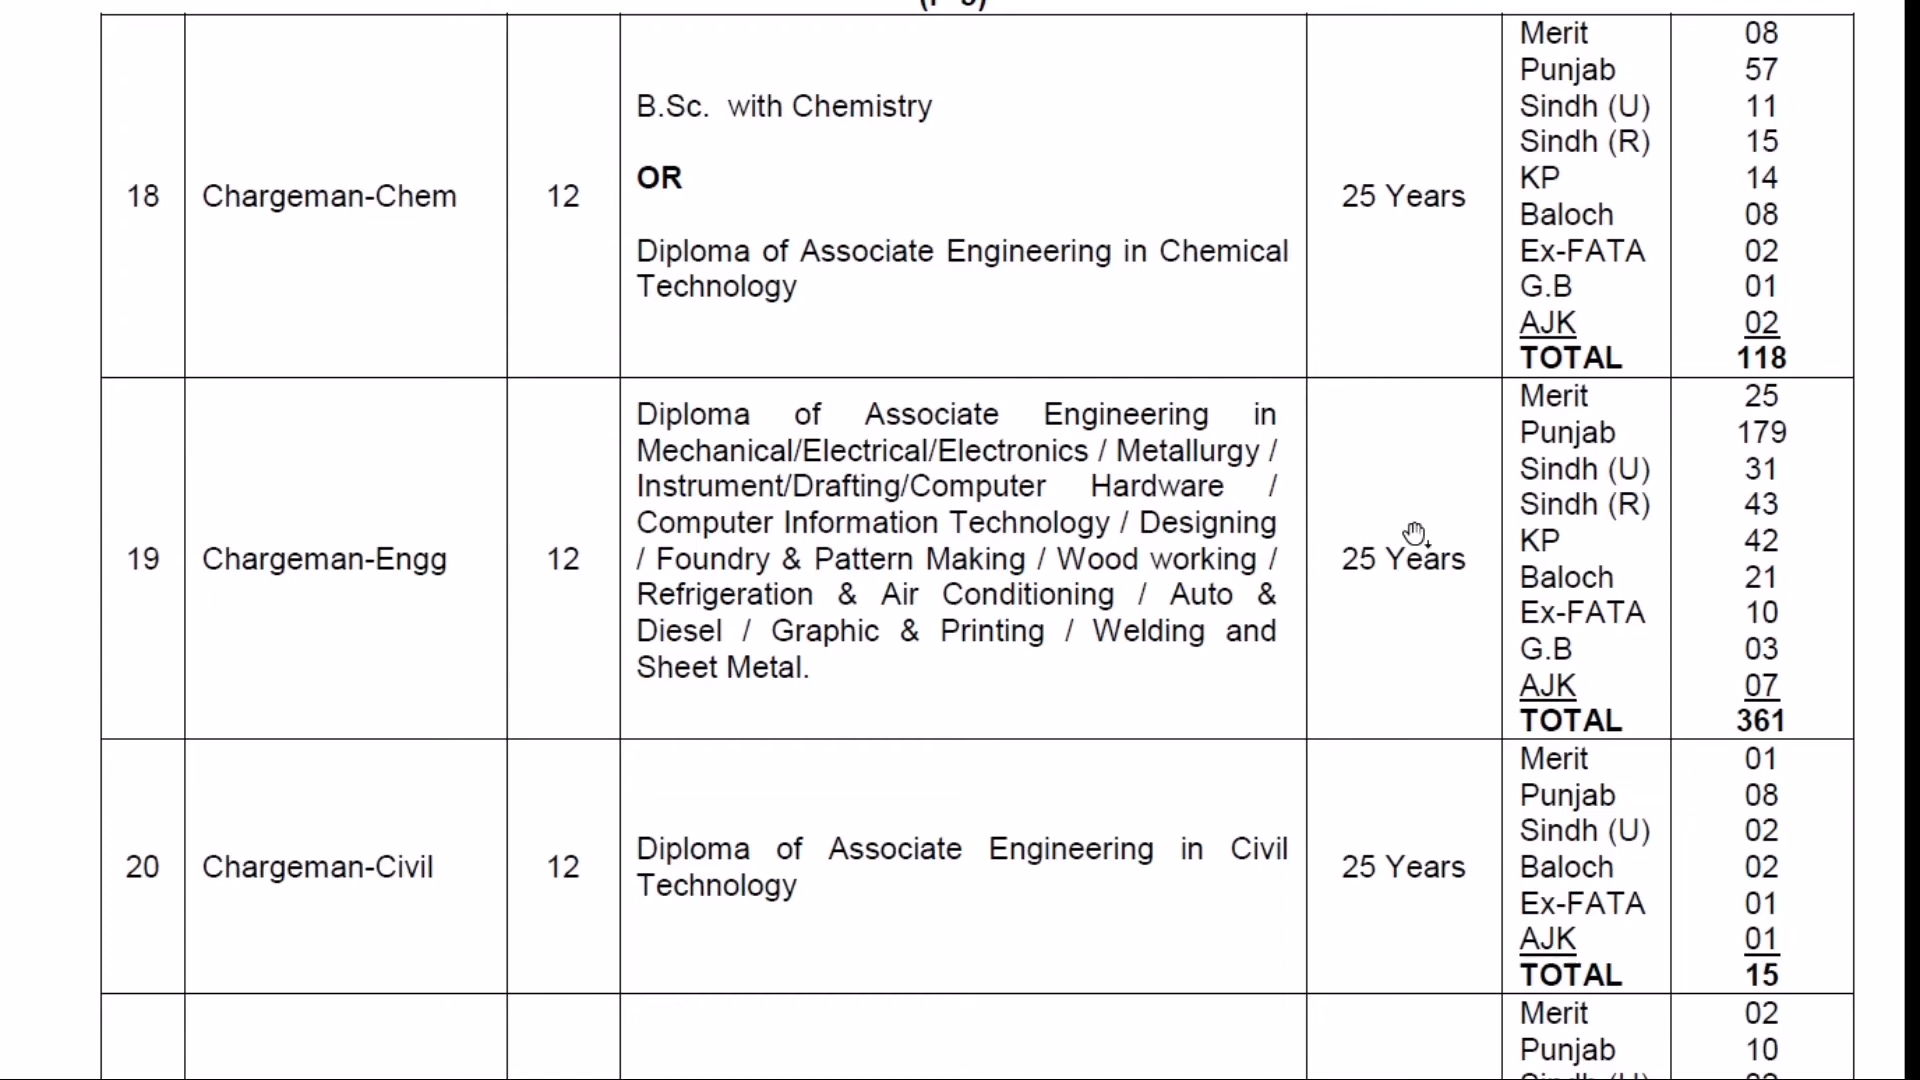 18
Chargeman-Chem
12
B.Sc. with Chemistry
OR
Diploma of Associate Engineering in Chemical
Technology
25 Years
Merit 08
Punjab 57
Sindh (U) 11
Sindh (R) 15
KP 14
Baloch 08
Ex-FATA 02
G.B 01
AJK 02
TOTAL 118
19
Chargeman-Engg
12
Diploma of Associate Engineering in
Mechanical/Electrical/Electronics / Metallurgy /
Instrument/Drafting/Computer Hardware /
Computer Information Technology / Designing
/ Foundry & Pattern Making / Wood working /
Refrigeration & Air Conditioning / Auto &
Diesel / Graphic & Printing / Welding and
Sheet Metal.
25 Years
Merit 25
Punjab 179
Sindh (U) 31
Sindh (R) 43
KP 42
Baloch 21
Ex-FATA 10
G.B 03
AJK 07
TOTAL 361
20
Chargeman-Civil
12
Diploma of Associate Engineering in Civil
Technology
25 Years
Merit 01
Punjab 08
Sindh (U) 02
Baloch 02
Ex-FATA 01
AJK 01
TOTAL 15
Merit 02
Punjab 10